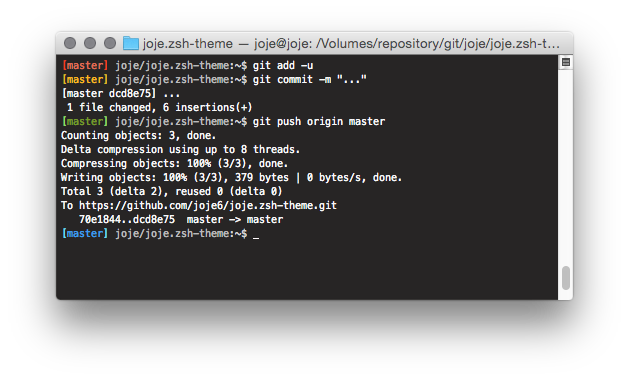 joje.zsh-theme — joje@joje: /Volumes/repository/git/joje/joje.zsh-t…
[master] joje/joje.zsh-theme:~$ git add -u
[master] joje/joje.zsh-theme:~$ git commit -m "..."
[master dcd8e75] ...
 1 file changed, 6 insertions(+)
[master] joje/joje.zsh-theme:~$ git push origin master
Counting objects: 3, done.
Delta compression using up to 8 threads.
Compressing objects: 100% (3/3), done.
Writing objects: 100% (3/3), 379 bytes | 0 bytes/s, done.
Total 3 (delta 2), reused 0 (delta 0)
To https://github.com/joje6/joje.zsh-theme.git
   70e1844..dcd8e75  master -> master
[master] joje/joje.zsh-theme:~$ _